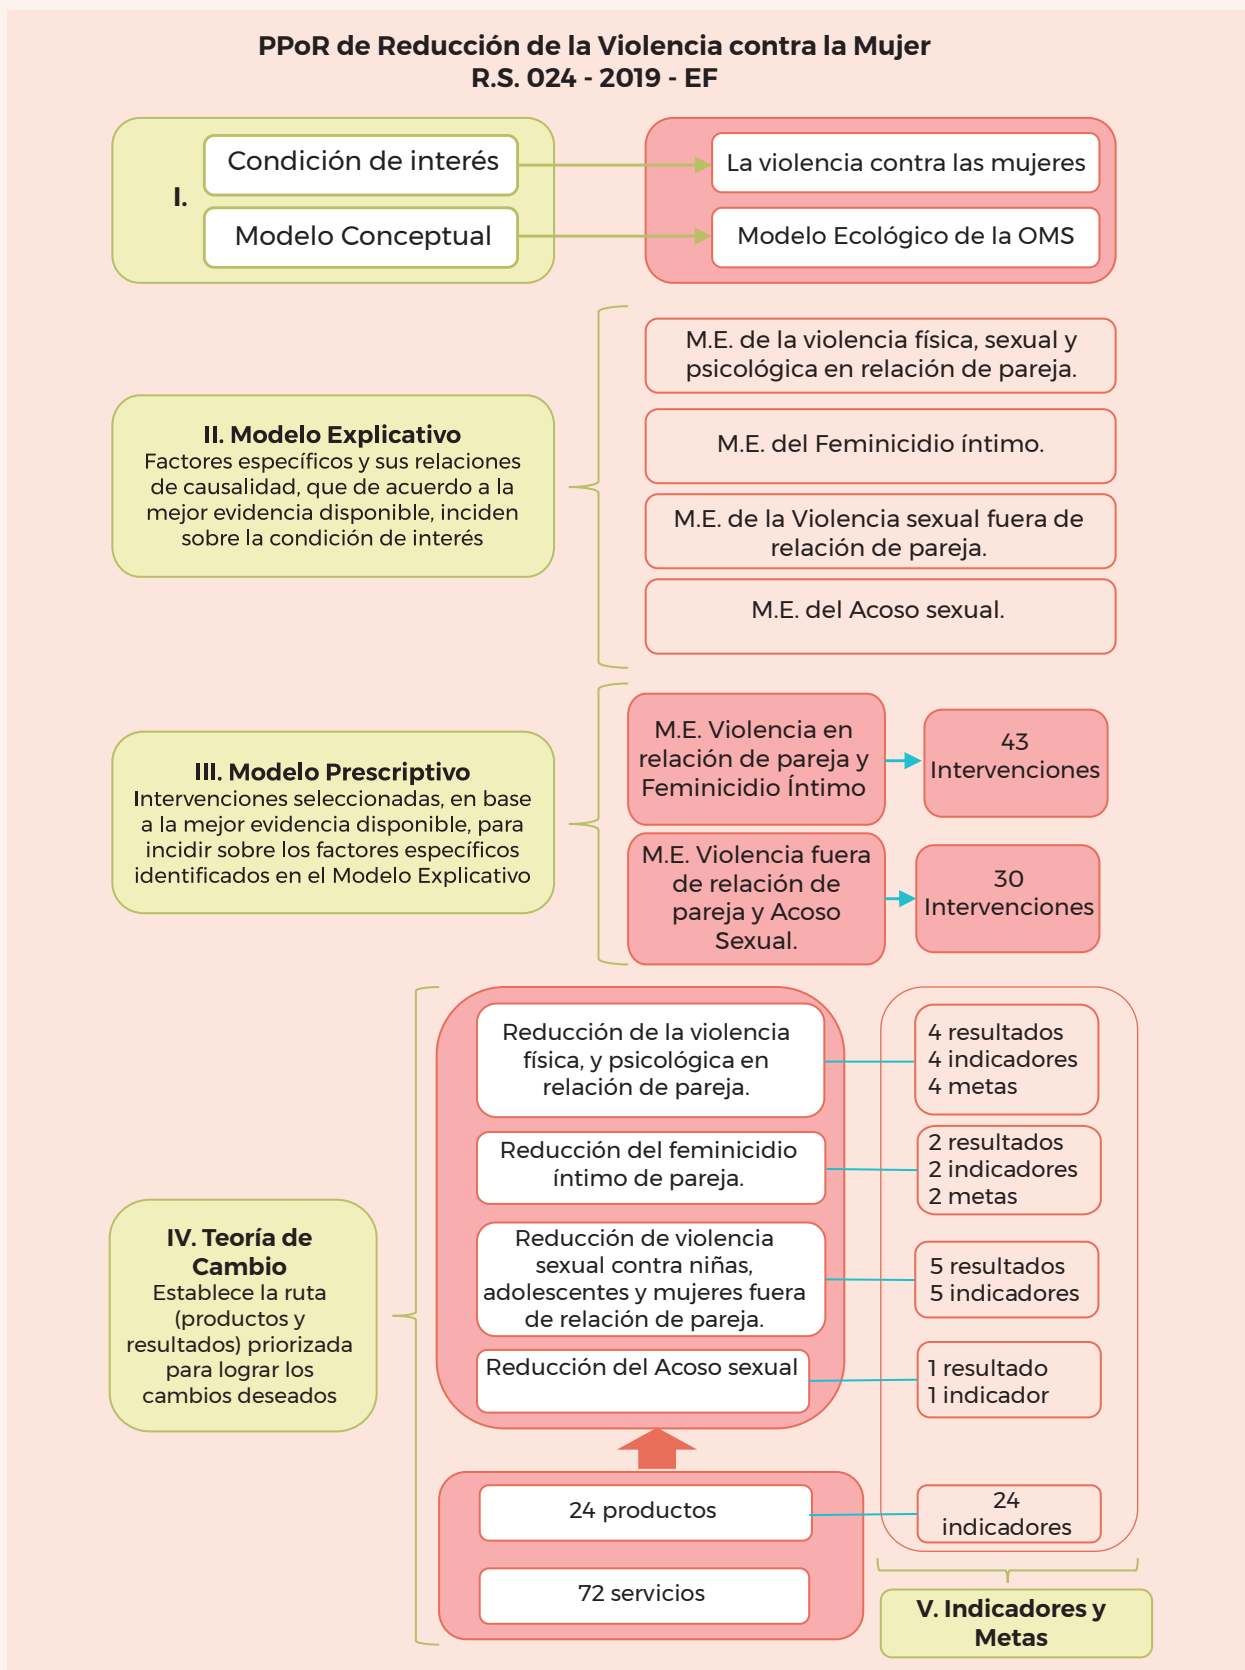 PPoR de Reducción de la Violencia contra la Mujer
R.S. 024 - 2019 - EF
I.
Condición de interés
La violencia contra las mujeres
Modelo Conceptual
Modelo Ecológico de la OMS
II. Modelo Explicativo
Factores específicos y sus relaciones
de causalidad, que de acuerdo a la
mejor evidencia disponible, inciden
sobre la condición de interés
M.E. de la violencia física, sexual y
psicológica en relación de pareja.
M.E. del Feminicidio íntimo.
M.E. de la Violencia sexual fuera de
relación de pareja.
M.E. del Acoso sexual.
III. Modelo Prescriptivo
Intervenciones seleccionadas, en base
a la mejor evidencia disponible, para
incidir sobre los factores específicos
identificados en el Modelo Explicativo
M.E. Violencia en
relación de pareja y
Feminicidio Íntimo
43
Intervenciones
M.E. Violencia fuera
de relación de
pareja y Acoso
Sexual.
30
Intervenciones
IV. Teoría de
Cambio
Establece la ruta
(productos y
resultados) priorizada
para lograr los
cambios deseados
Reducción de la violencia
física, y psicológica en
relación de pareja.
4 resultados
4 indicadores
4 metas
Reducción del feminicidio
íntimo de pareja.
2 resultados
2 indicadores
2 metas
Reducción de violencia
sexual contra niñas,
adolescentes y mujeres fuera
de relación de pareja.
5 resultados
5 indicadores
Reducción del Acoso sexual
1 resultado
1 indicador
24 productos
24
indicadores
72 servicios
V. Indicadores y
Metas